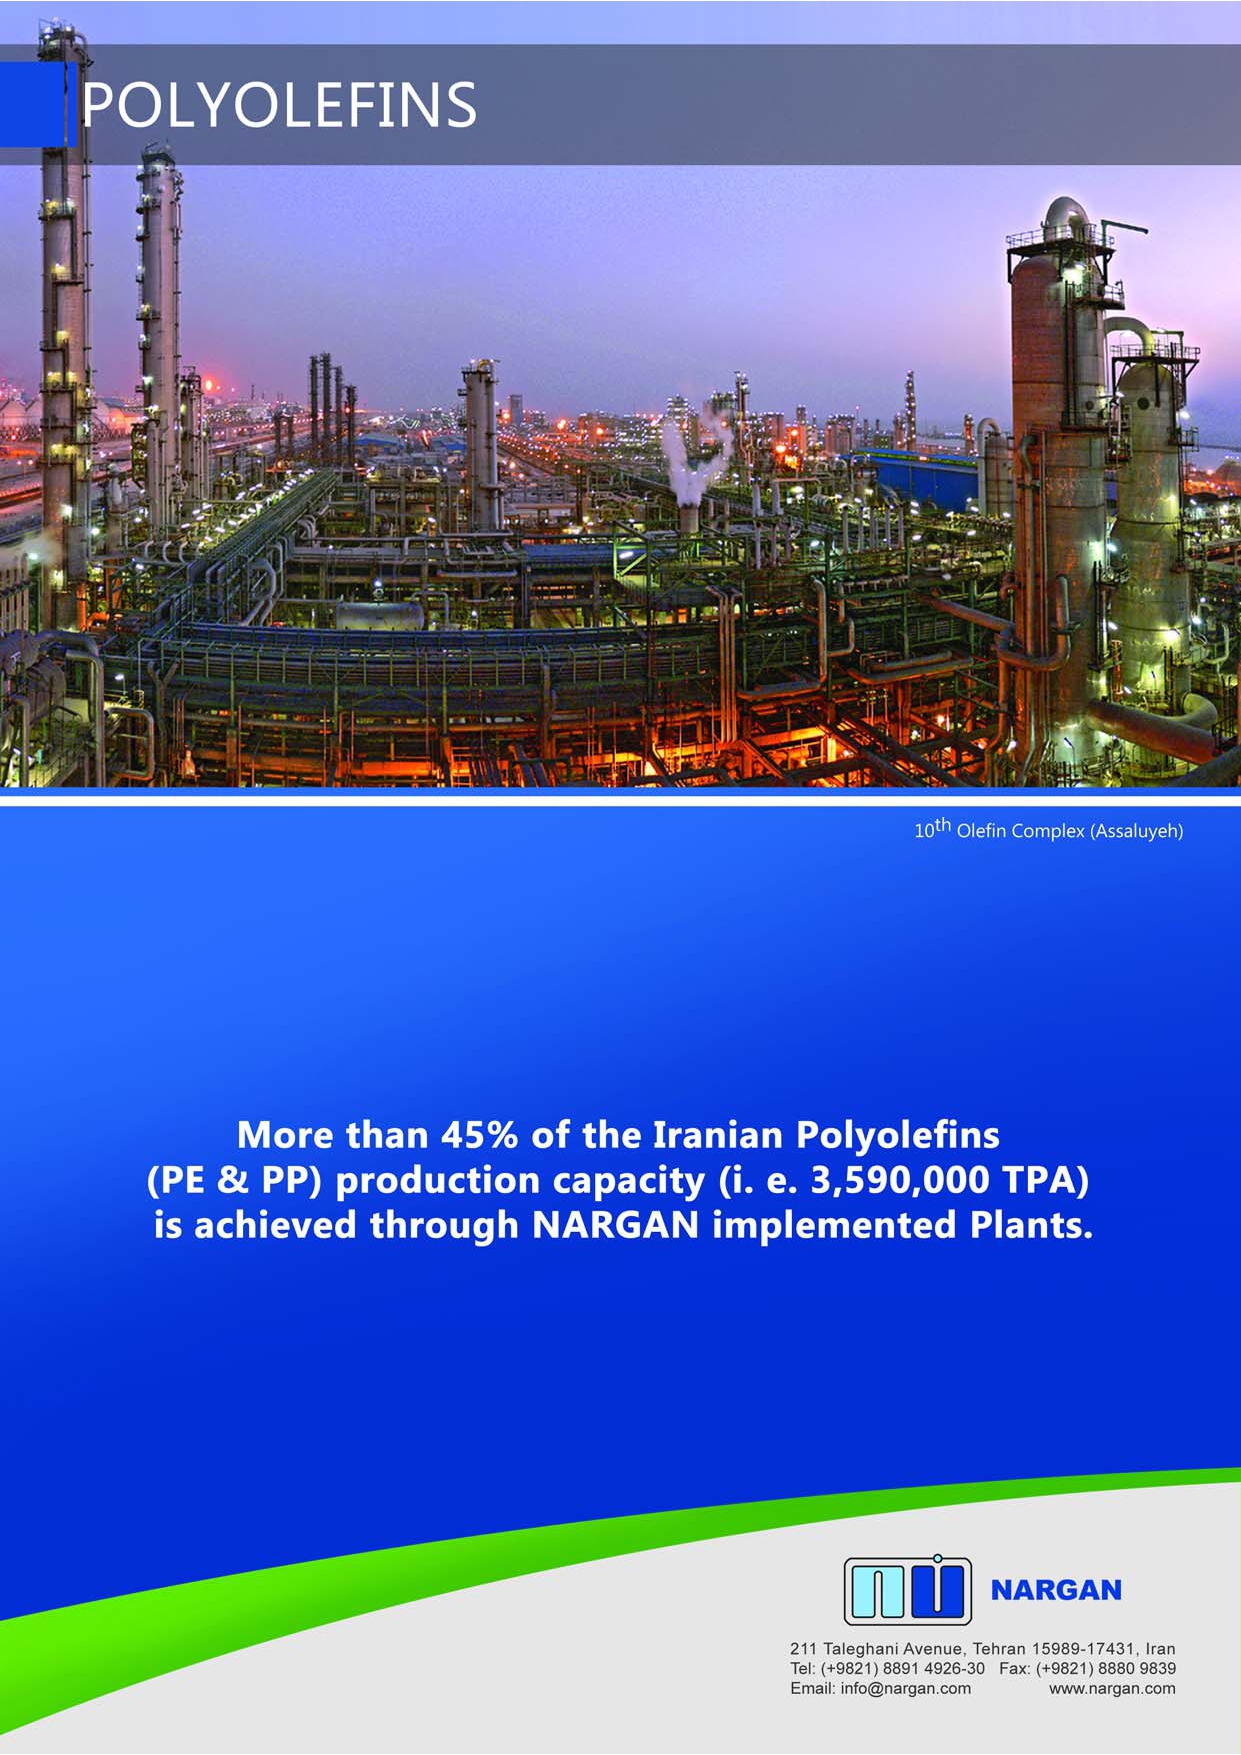 POLYOLEFINS
10th Olefin Complex (Assaluyeh)
More than 45% of the Iranian Polyolefins
(PE & PP) production capacity (i. e. 3,590,000 TPA)
is achieved through NARGAN implemented Plants.
NARGAN
211 Taleghani Avenue, Tehran 15989-17431, Iran
Tel: (+9821) 8891 4926-30 Fax: (+9821) 8880 9839
Email: info@nargan.com www.nargan.com